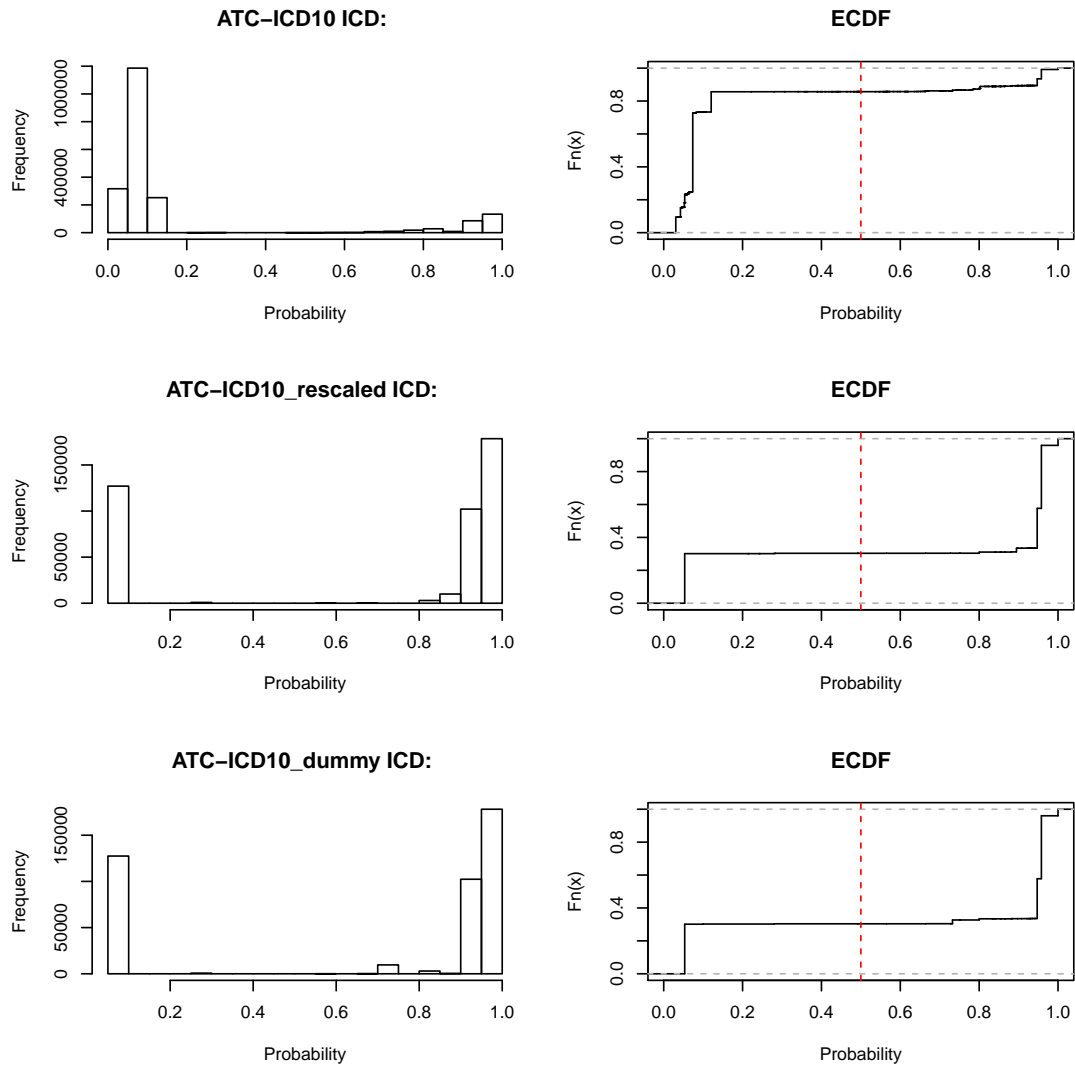 ATC−ICD10 ICD:
Frequency
0 400000 1000000
0.0 0.2 0.4 0.6 0.8 1.0
Probability
ECDF
Fn(x)
0.0 0.4 0.8
0.0 0.2 0.4 0.6 0.8 1.0
Probability
ATC−ICD10_rescaled ICD:
Frequency
0 50000 150000
0.2 0.4 0.6 0.8 1.0
Probability
ECDF
Fn(x)
0.0 0.4 0.8
0.0 0.2 0.4 0.6 0.8 1.0
Probability
ATC−ICD10_dummy ICD:
Frequency
0 50000 150000
0.2 0.4 0.6 0.8 1.0
Probability
ECDF
Fn(x)
0.0 0.4 0.8
0.0 0.2 0.4 0.6 0.8 1.0
Probability